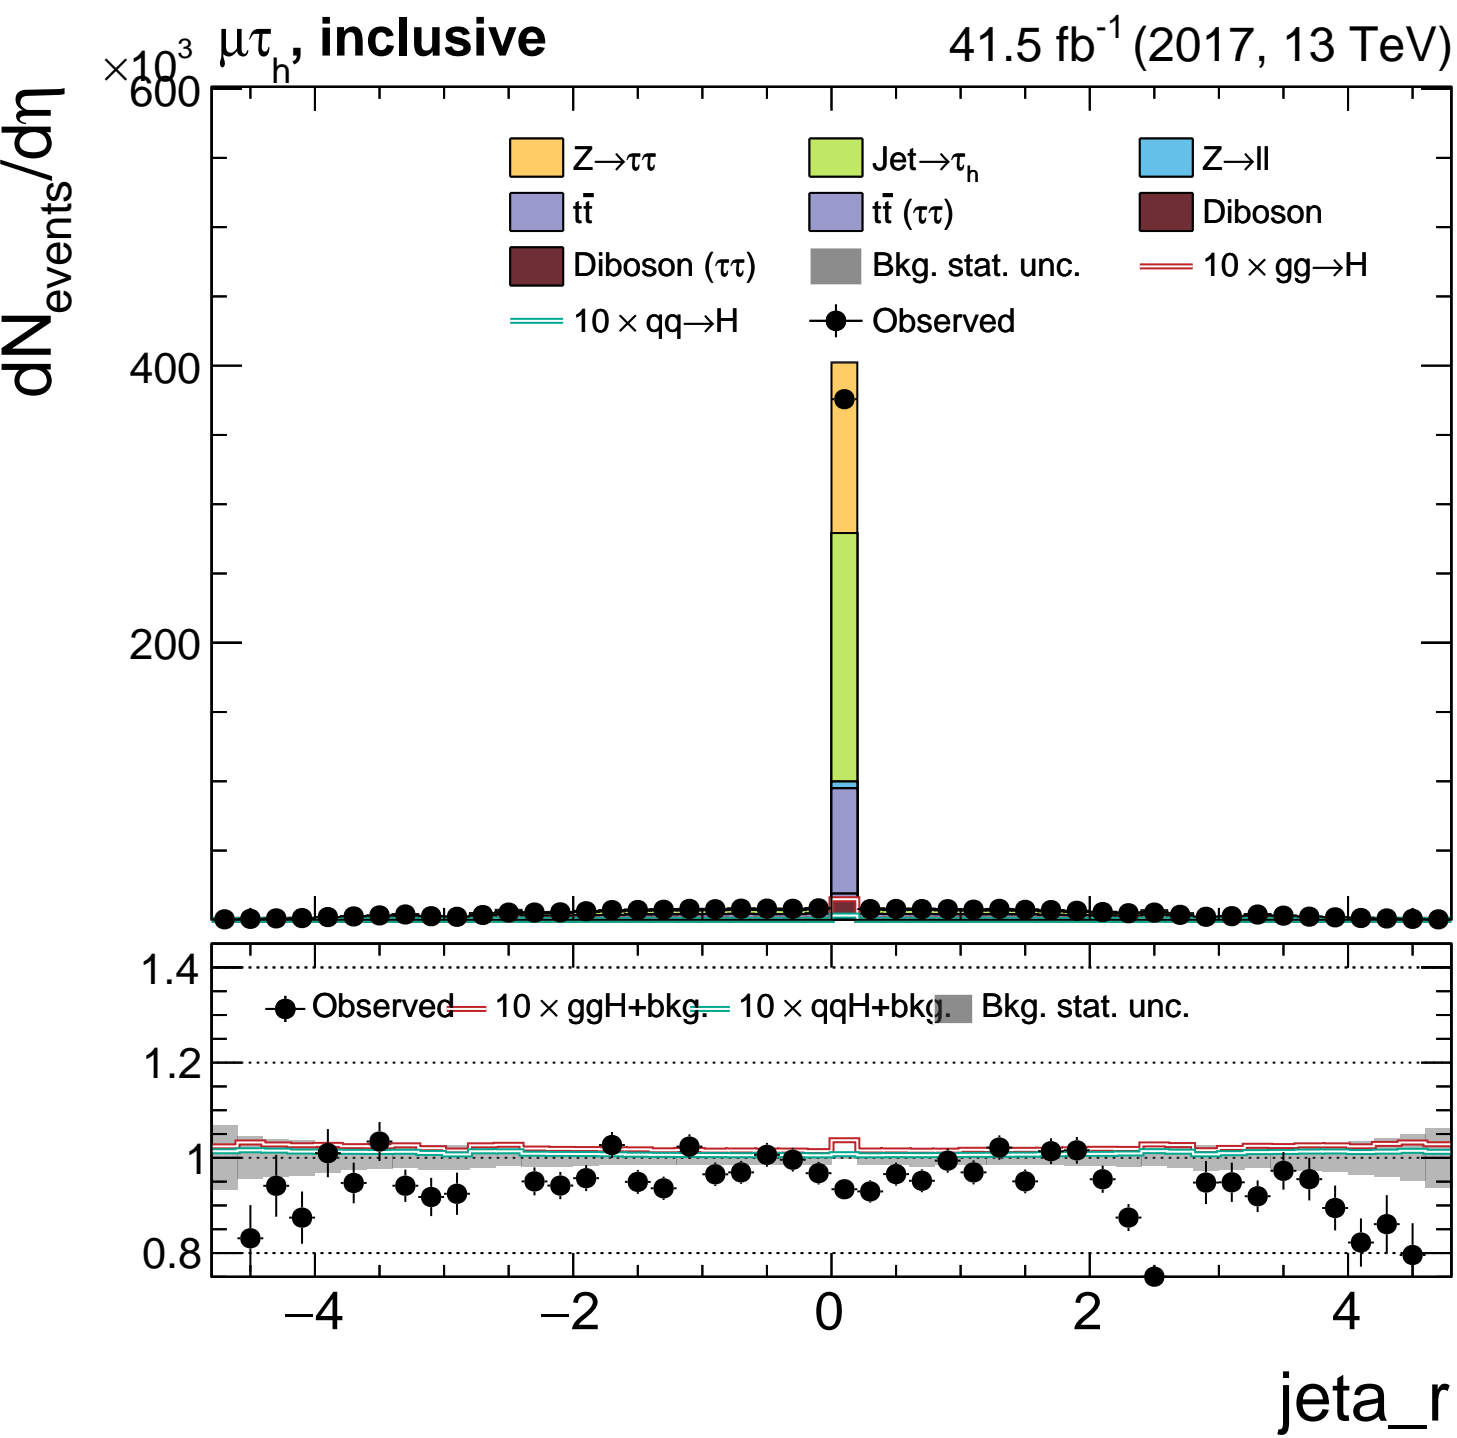 μτh, inclusive
41.5 fb-1 (2017, 13 TeV)
×10³
dNevents/dη
600
400
200
Z→ττ
Jet→τh
Z→ll
tt̄
tt̄ (ττ)
Diboson
Diboson (ττ)
Bkg. stat. unc.
10 × gg→H
10 × qq→H
Observed
1.4
1.2
1
0.8
Observed
10 × ggH+bkg.
10 × qqH+bkg.
Bkg. stat. unc.
−4 −2 0 2 4
jeta_r